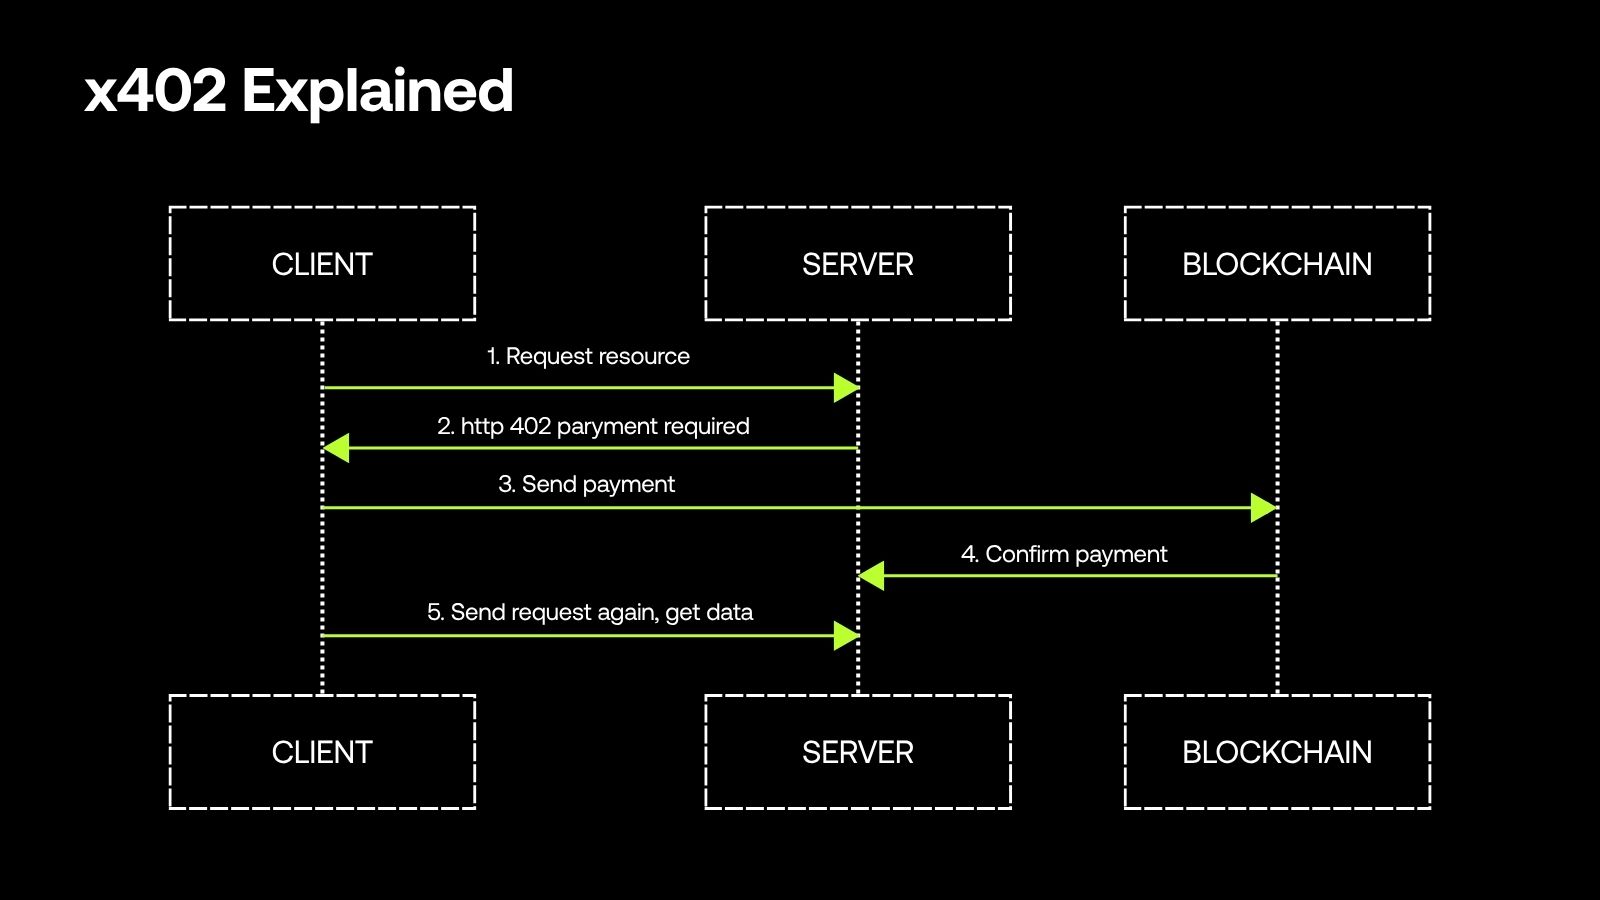 x402 Explained
CLIENT
SERVER
BLOCKCHAIN
1. Request resource
2. http 402 paryment required
3. Send payment
4. Confirm payment
5. Send request again, get data
CLIENT
SERVER
BLOCKCHAIN